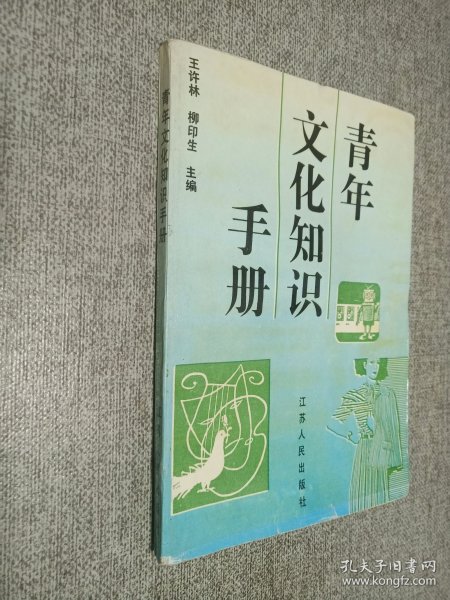 青年
文化知识
手册
王许林 柳印生 主编
江苏人民出版社
青年文化知识手册
孔夫子旧书网
www.kongfz.com